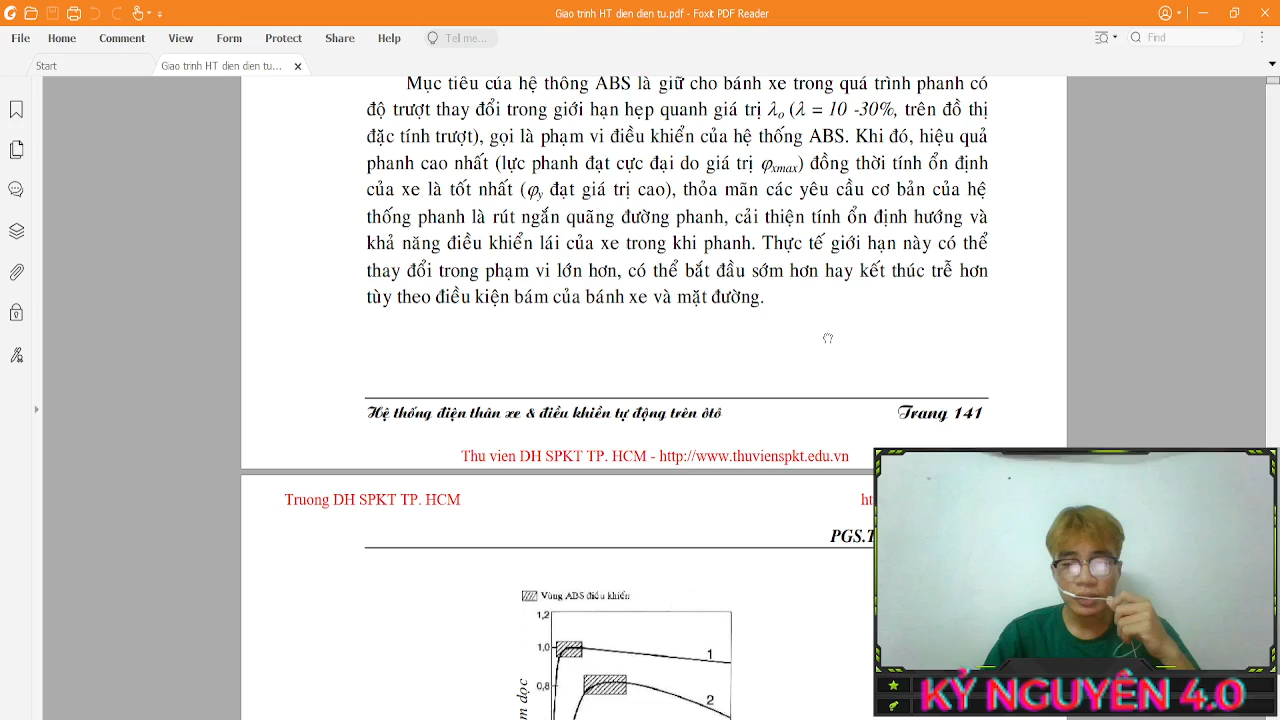 Giao trinh HT dien dien tu.pdf - Foxit PDF Reader
File Home Comment View Form Protect Share Help Tell me... Find
Start Giao trinh HT dien dien tu...
Mục tiêu của hệ thống ABS là giữ cho bánh xe trong quá trình phanh có
độ trượt thay đổi trong giới hạn hẹp quanh giá trị λo (λ = 10 -30%, trên đồ thị
đặc tính trượt), gọi là phạm vi điều khiển của hệ thống ABS. Khi đó, hiệu quả
phanh cao nhất (lực phanh đạt cực đại do giá trị φxmax) đồng thời tính ổn định
của xe là tốt nhất (φy đạt giá trị cao), thỏa mãn các yêu cầu cơ bản của hệ
thống phanh là rút ngắn quãng đường phanh, cải thiện tính ổn định hướng và
khả năng điều khiển lái của xe trong khi phanh. Thực tế giới hạn này có thể
thay đổi trong phạm vi lớn hơn, có thể bắt đầu sớm hơn hay kết thúc trễ hơn
tùy theo điều kiện bám của bánh xe và mặt đường.
Hệ thống điện thân xe & điều khiển tự động trên ôtô Trang 141
Thu vien DH SPKT TP. HCM - http://www.thuvienspkt.edu.vn
Truong DH SPKT TP. HCM ht
PGS.T
Vùng ABS điều khiển
1,2
1,0
1
0,8
2
m dọc
KỶ NGUYÊN 4.0